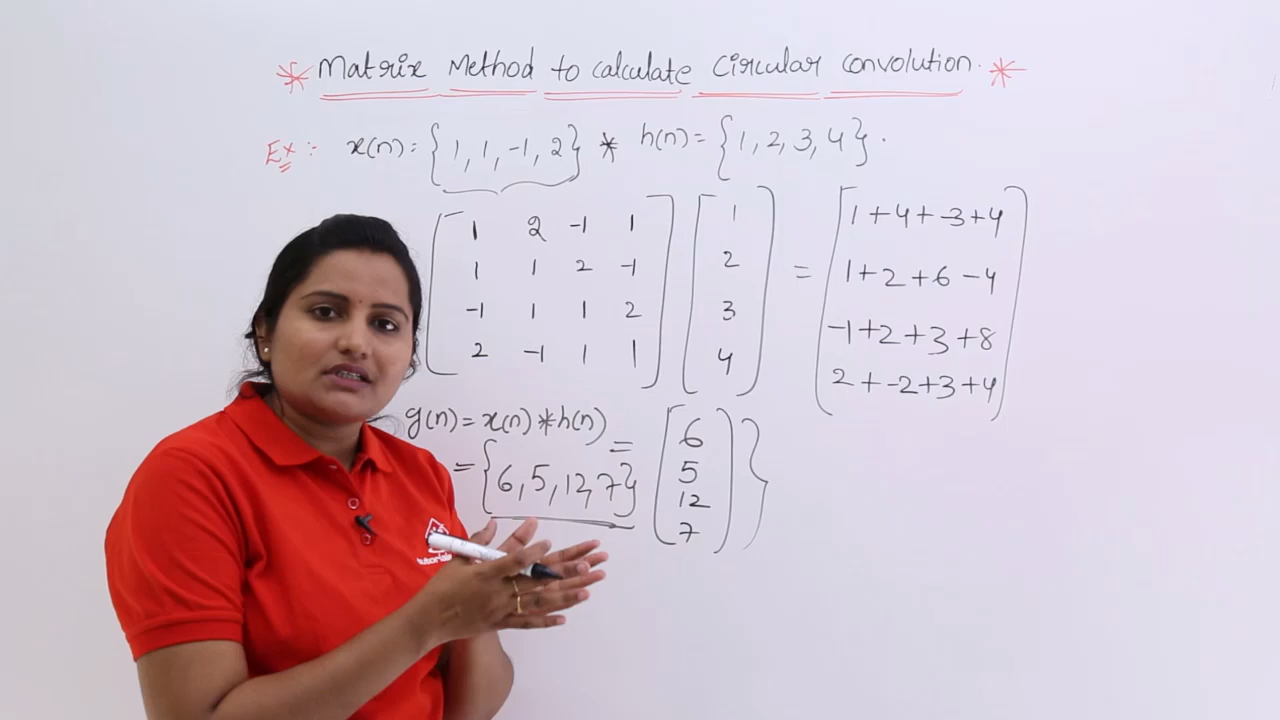 * Matrix Method to calculate Circular convolution. *
Ex :- x(n) = {1, 1, -1, 2} * h(n) = {1, 2, 3, 4}.
[1 2 -1 1] [1] = [1+4+-3+4]
[1 1 2 -1] [2] [1+2+6-4]
[-1 1 1 2] [3] [-1+2+3+8]
[2 -1 1 1] [4] [2+-2+3+4]
g(n) = x(n) * h(n) = [6
= {6, 5, 12, 7} 5
12
7] }